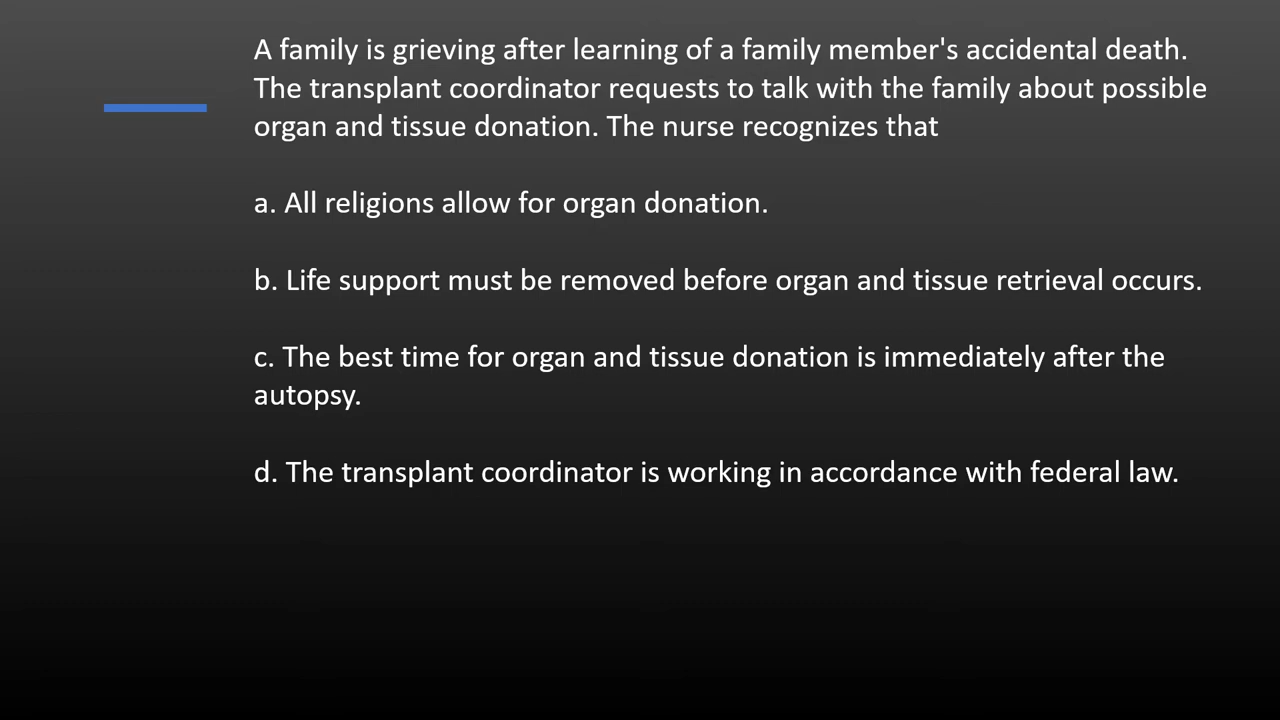 A family is grieving after learning of a family member's accidental death.
The transplant coordinator requests to talk with the family about possible
organ and tissue donation. The nurse recognizes that
a. All religions allow for organ donation.
b. Life support must be removed before organ and tissue retrieval occurs.
c. The best time for organ and tissue donation is immediately after the
autopsy.
d. The transplant coordinator is working in accordance with federal law.